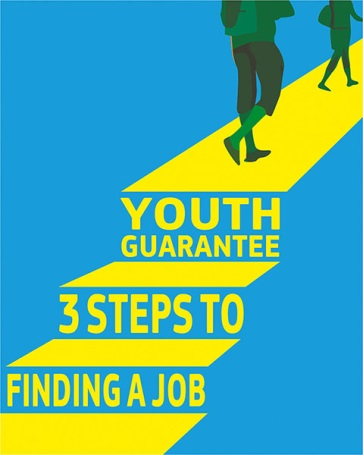 YOUTH
GUARANTEE
3 STEPS TO
FINDING A JOB